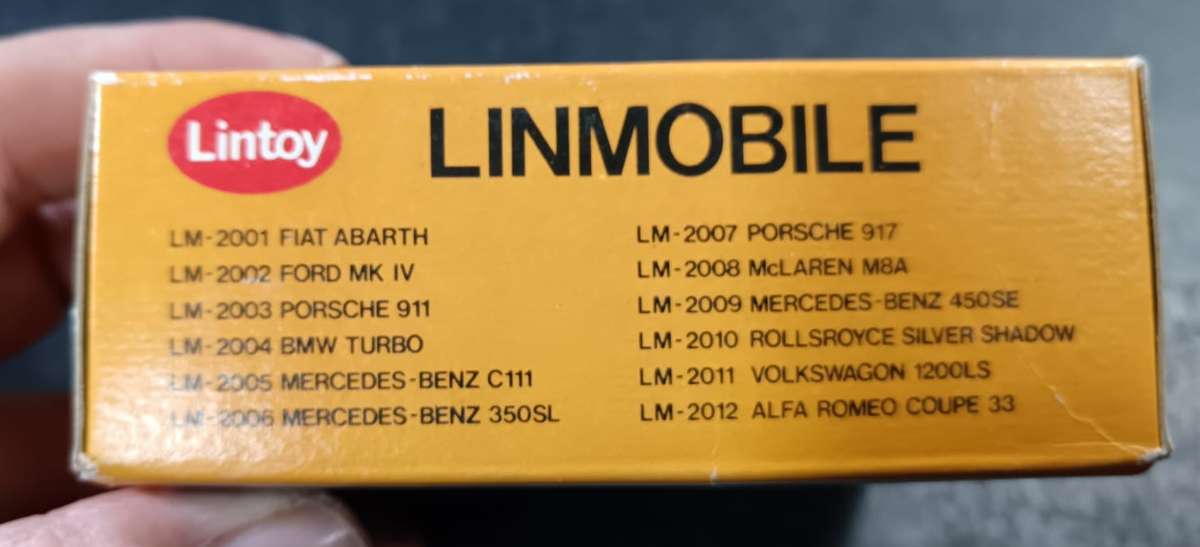 Lintoy
LINMOBILE
LM-2001 FIAT ABARTH
LM-2002 FORD MK IV
LM-2003 PORSCHE 911
LM-2004 BMW TURBO
LM-2005 MERCEDES-BENZ C111
LM-2006 MERCEDES-BENZ 350SL
LM-2007 PORSCHE 917
LM-2008 McLAREN M8A
LM-2009 MERCEDES-BENZ 450SE
LM-2010 ROLLSROYCE SILVER SHADOW
LM-2011 VOLKSWAGON 1200LS
LM-2012 ALFA ROMEO COUPE 33